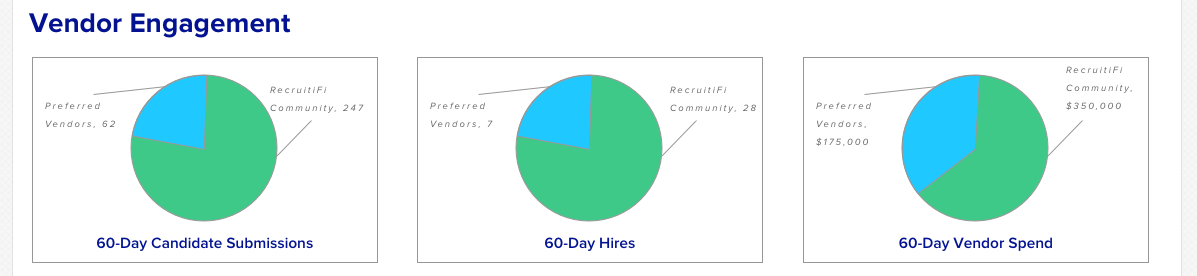 Vendor Engagement
Preferred
Vendors, 62
RecruitiFi
Community, 247
60-Day Candidate Submissions
Preferred
Vendors, 7
RecruitiFi
Community, 28
60-Day Hires
Preferred
Vendors,
$175,000
RecruitiFi
Community,
$350,000
60-Day Vendor Spend